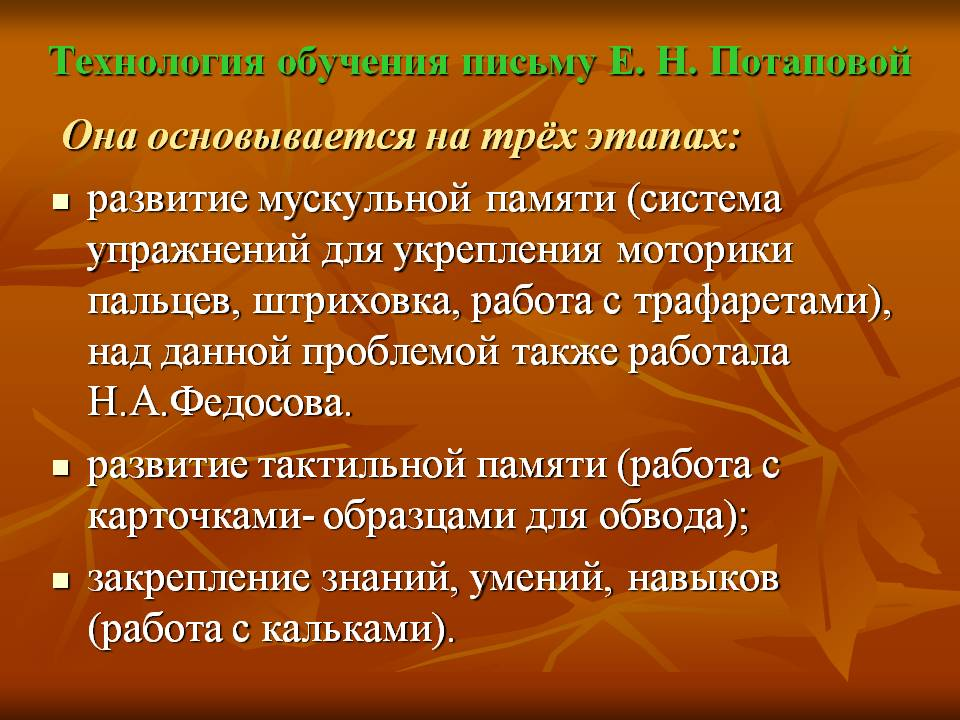 Технология обучения письму Е. Н. Потаповой
Она основывается на трёх этапах:
развитие мускульной памяти (система
упражнений для укрепления моторики
пальцев, штриховка, работа с трафаретами),
над данной проблемой также работала
Н.А.Федосова.
развитие тактильной памяти (работа с
карточками- образцами для обвода);
закрепление знаний, умений, навыков
(работа с кальками).